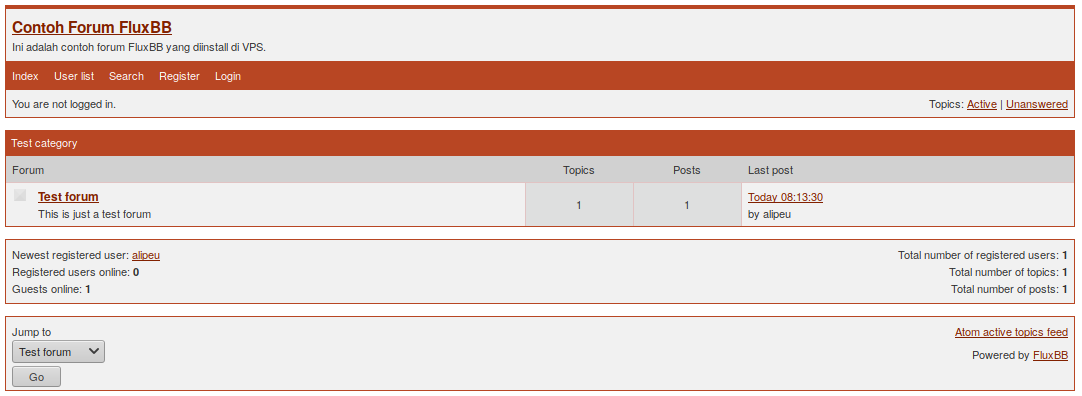 Contoh Forum FluxBB
Ini adalah contoh forum FluxBB yang diinstall di VPS.
Index User list Search Register Login
You are not logged in. Topics: Active | Unanswered
Test category
Forum Topics Posts Last post
Test forum 1 1 Today 08:13:30
This is just a test forum by alipeu
Newest registered user: alipeu Total number of registered users: 1
Registered users online: 0 Total number of topics: 1
Guests online: 1 Total number of posts: 1
Jump to Atom active topics feed
Test forum Powered by FluxBB
Go